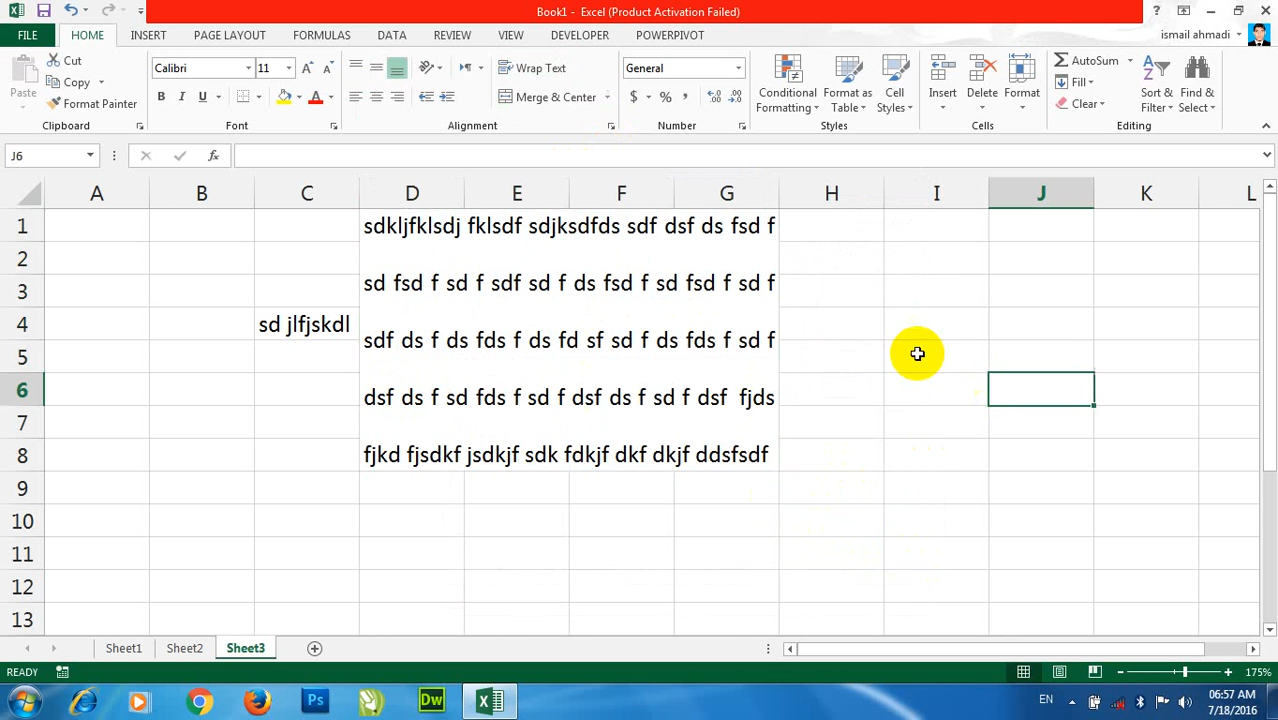 Book1 - Excel (Product Activation Failed)
FILE HOME INSERT PAGE LAYOUT FORMULAS DATA REVIEW VIEW DEVELOPER POWERPIVOT ismail ahmadi
Paste Cut Copy Format Painter Clipboard
Calibri 11 B I U A Font
Wrap Text Merge & Center Alignment
General $ % , Number
Conditional Formatting Format as Table Cell Styles Styles
Insert Delete Format Cells
AutoSum Fill Clear Sort & Filter Find & Select Editing
J6 fx
A B C D E F G H I J K L
1 sdkljfklsdj fklsdf sdjksdfds sdf dsf ds fsd f
2
3 sd fsd f sd f sdf sd f ds fsd f sd fsd f sd f
4 sd jlfjskdl
5 sdf ds f ds fds f ds fd sf sd f ds fds f sd f
6 dsf ds f sd fds f sd f dsf ds f sd f dsf  fjds
7
8 fjkd fjsdkf jsdkjf sdk fdkjf dkf dkjf ddsfsdf
9
10
11
12
13
Sheet1 Sheet2 Sheet3
READY 175%
Ps Dw EN 06:57 AM
7/18/2016